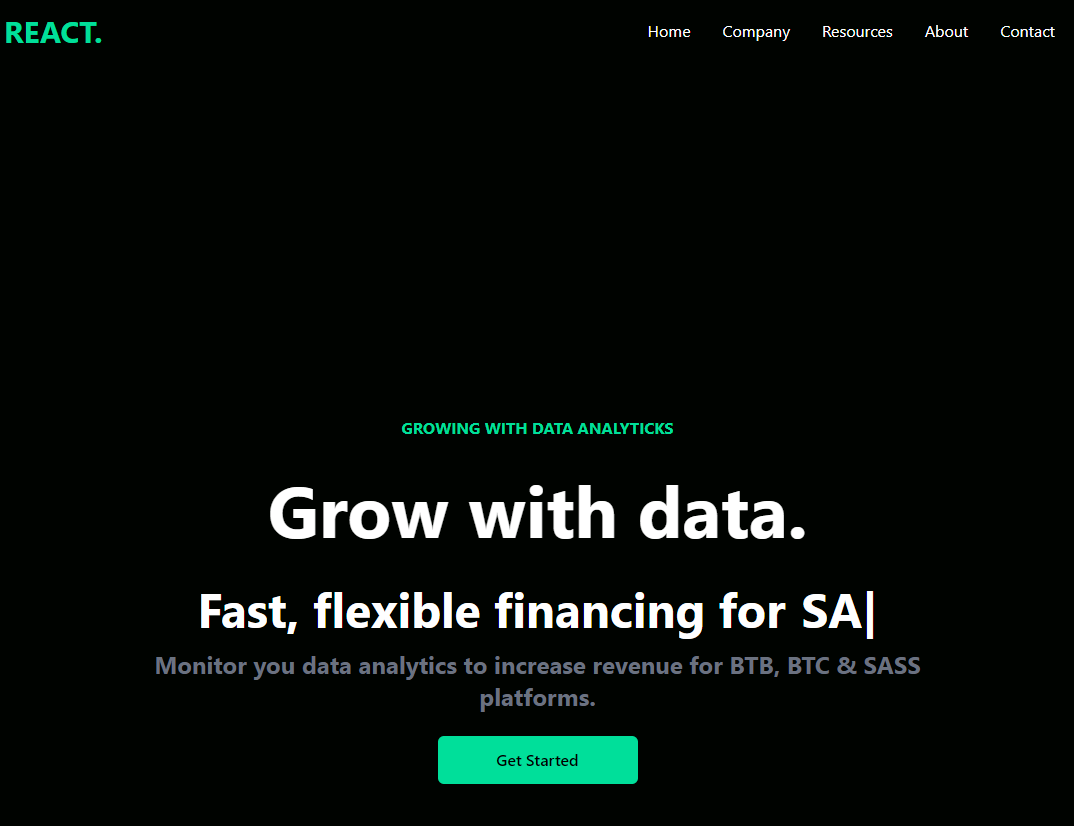 REACT.
Home Company Resources About Contact
GROWING WITH DATA ANALYTICKS
Grow with data.
Fast, flexible financing for SA|
Monitor you data analytics to increase revenue for BTB, BTC & SASS
platforms.
Get Started